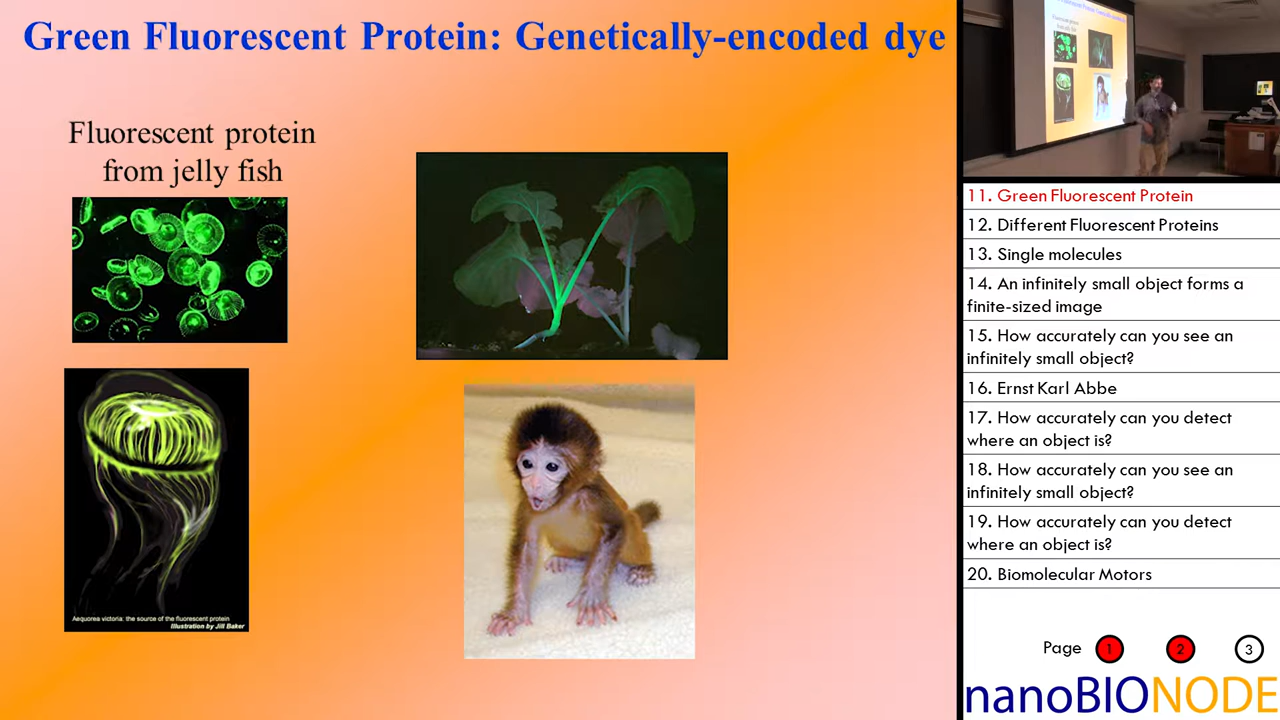 Green Fluorescent Protein: Genetically-encoded dye
Fluorescent protein
from jelly fish
Aequorea victoria: the source of the fluorescent protein
Illustration by Jill Baker
11. Green Fluorescent Protein
12. Different Fluorescent Proteins
13. Single molecules
14. An infinitely small object forms a
finite-sized image
15. How accurately can you see an
infinitely small object?
16. Ernst Karl Abbe
17. How accurately can you detect
where an object is?
18. How accurately can you see an
infinitely small object?
19. How accurately can you detect
where an object is?
20. Biomolecular Motors
Page 1 2 3
nanoBIONODE